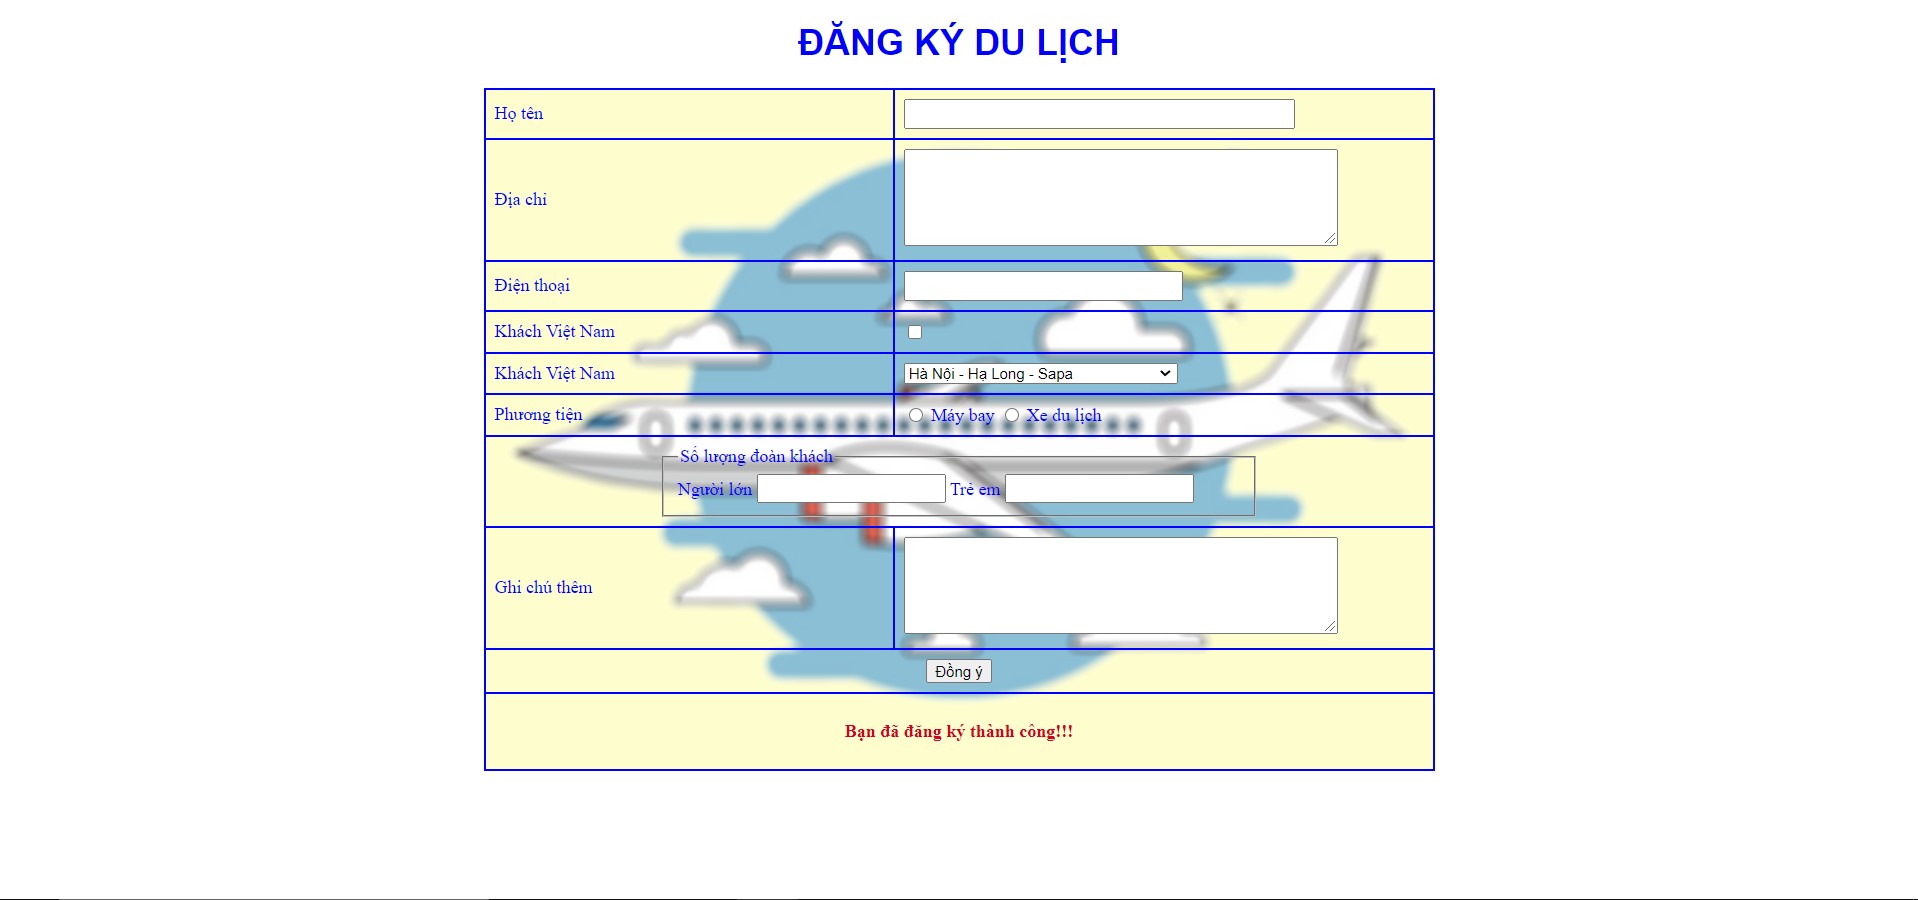 ĐĂNG KÝ DU LỊCH
Họ tên
Địa chỉ
Điện thoại
Khách Việt Nam
Khách Việt Nam Hà Nội - Hạ Long - Sapa
Phương tiện Máy bay Xe du lịch
Số lượng đoàn khách
Người lớn Trẻ em
Ghi chú thêm
Đồng ý
Bạn đã đăng ký thành công!!!